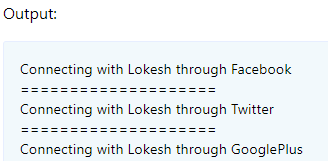 Output:
Connecting with Lokesh through Facebook
====================
Connecting with Lokesh through Twitter
====================
Connecting with Lokesh through GooglePlus